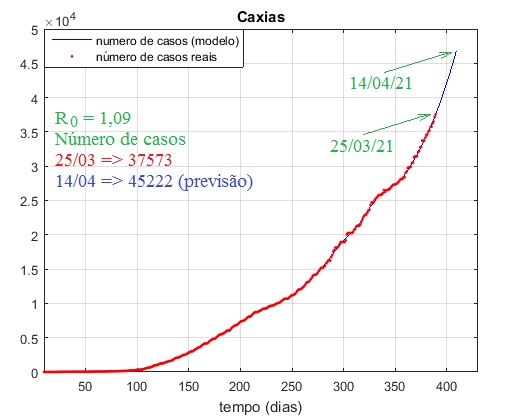 Caxias
×10⁴
numero de casos (modelo)
número de casos reais
14/04/21
25/03/21
R₀ = 1,09
Número de casos
25/03 => 37573
14/04 => 45222 (previsão)
5
4.5
4
3.5
3
2.5
2
1.5
1
0.5
0
50 100 150 200 250 300 350 400
tempo (dias)